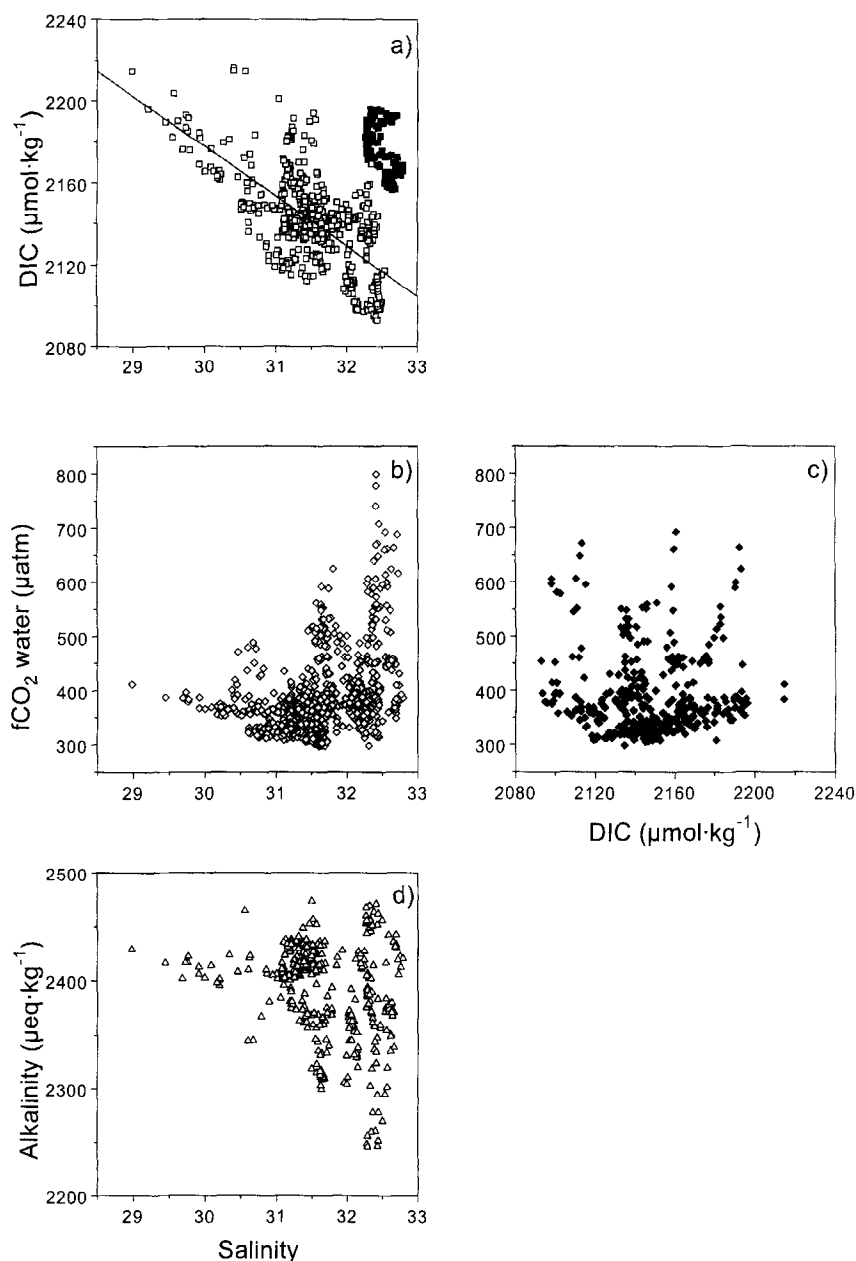 a)
2240
2200
2160
2120
2080
DIC (µmol·kg⁻¹)
29 30 31 32 33
b)
800
700
600
500
400
300
fCO₂ water (µatm)
29 30 31 32 33
c)
800
700
600
500
400
300
2080 2120 2160 2200 2240
DIC (µmol·kg⁻¹)
d)
2500
2400
2300
2200
Alkalinity (µeq·kg⁻¹)
29 30 31 32 33
Salinity